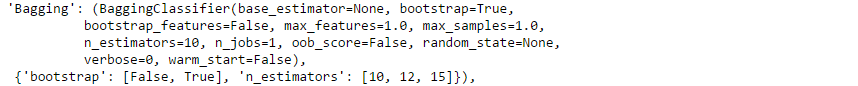 'Bagging': (BaggingClassifier(base_estimator=None, bootstrap=True,
bootstrap_features=False, max_features=1.0, max_samples=1.0,
n_estimators=10, n_jobs=1, oob_score=False, random_state=None,
verbose=0, warm_start=False),
{'bootstrap': [False, True], 'n_estimators': [10, 12, 15]}),